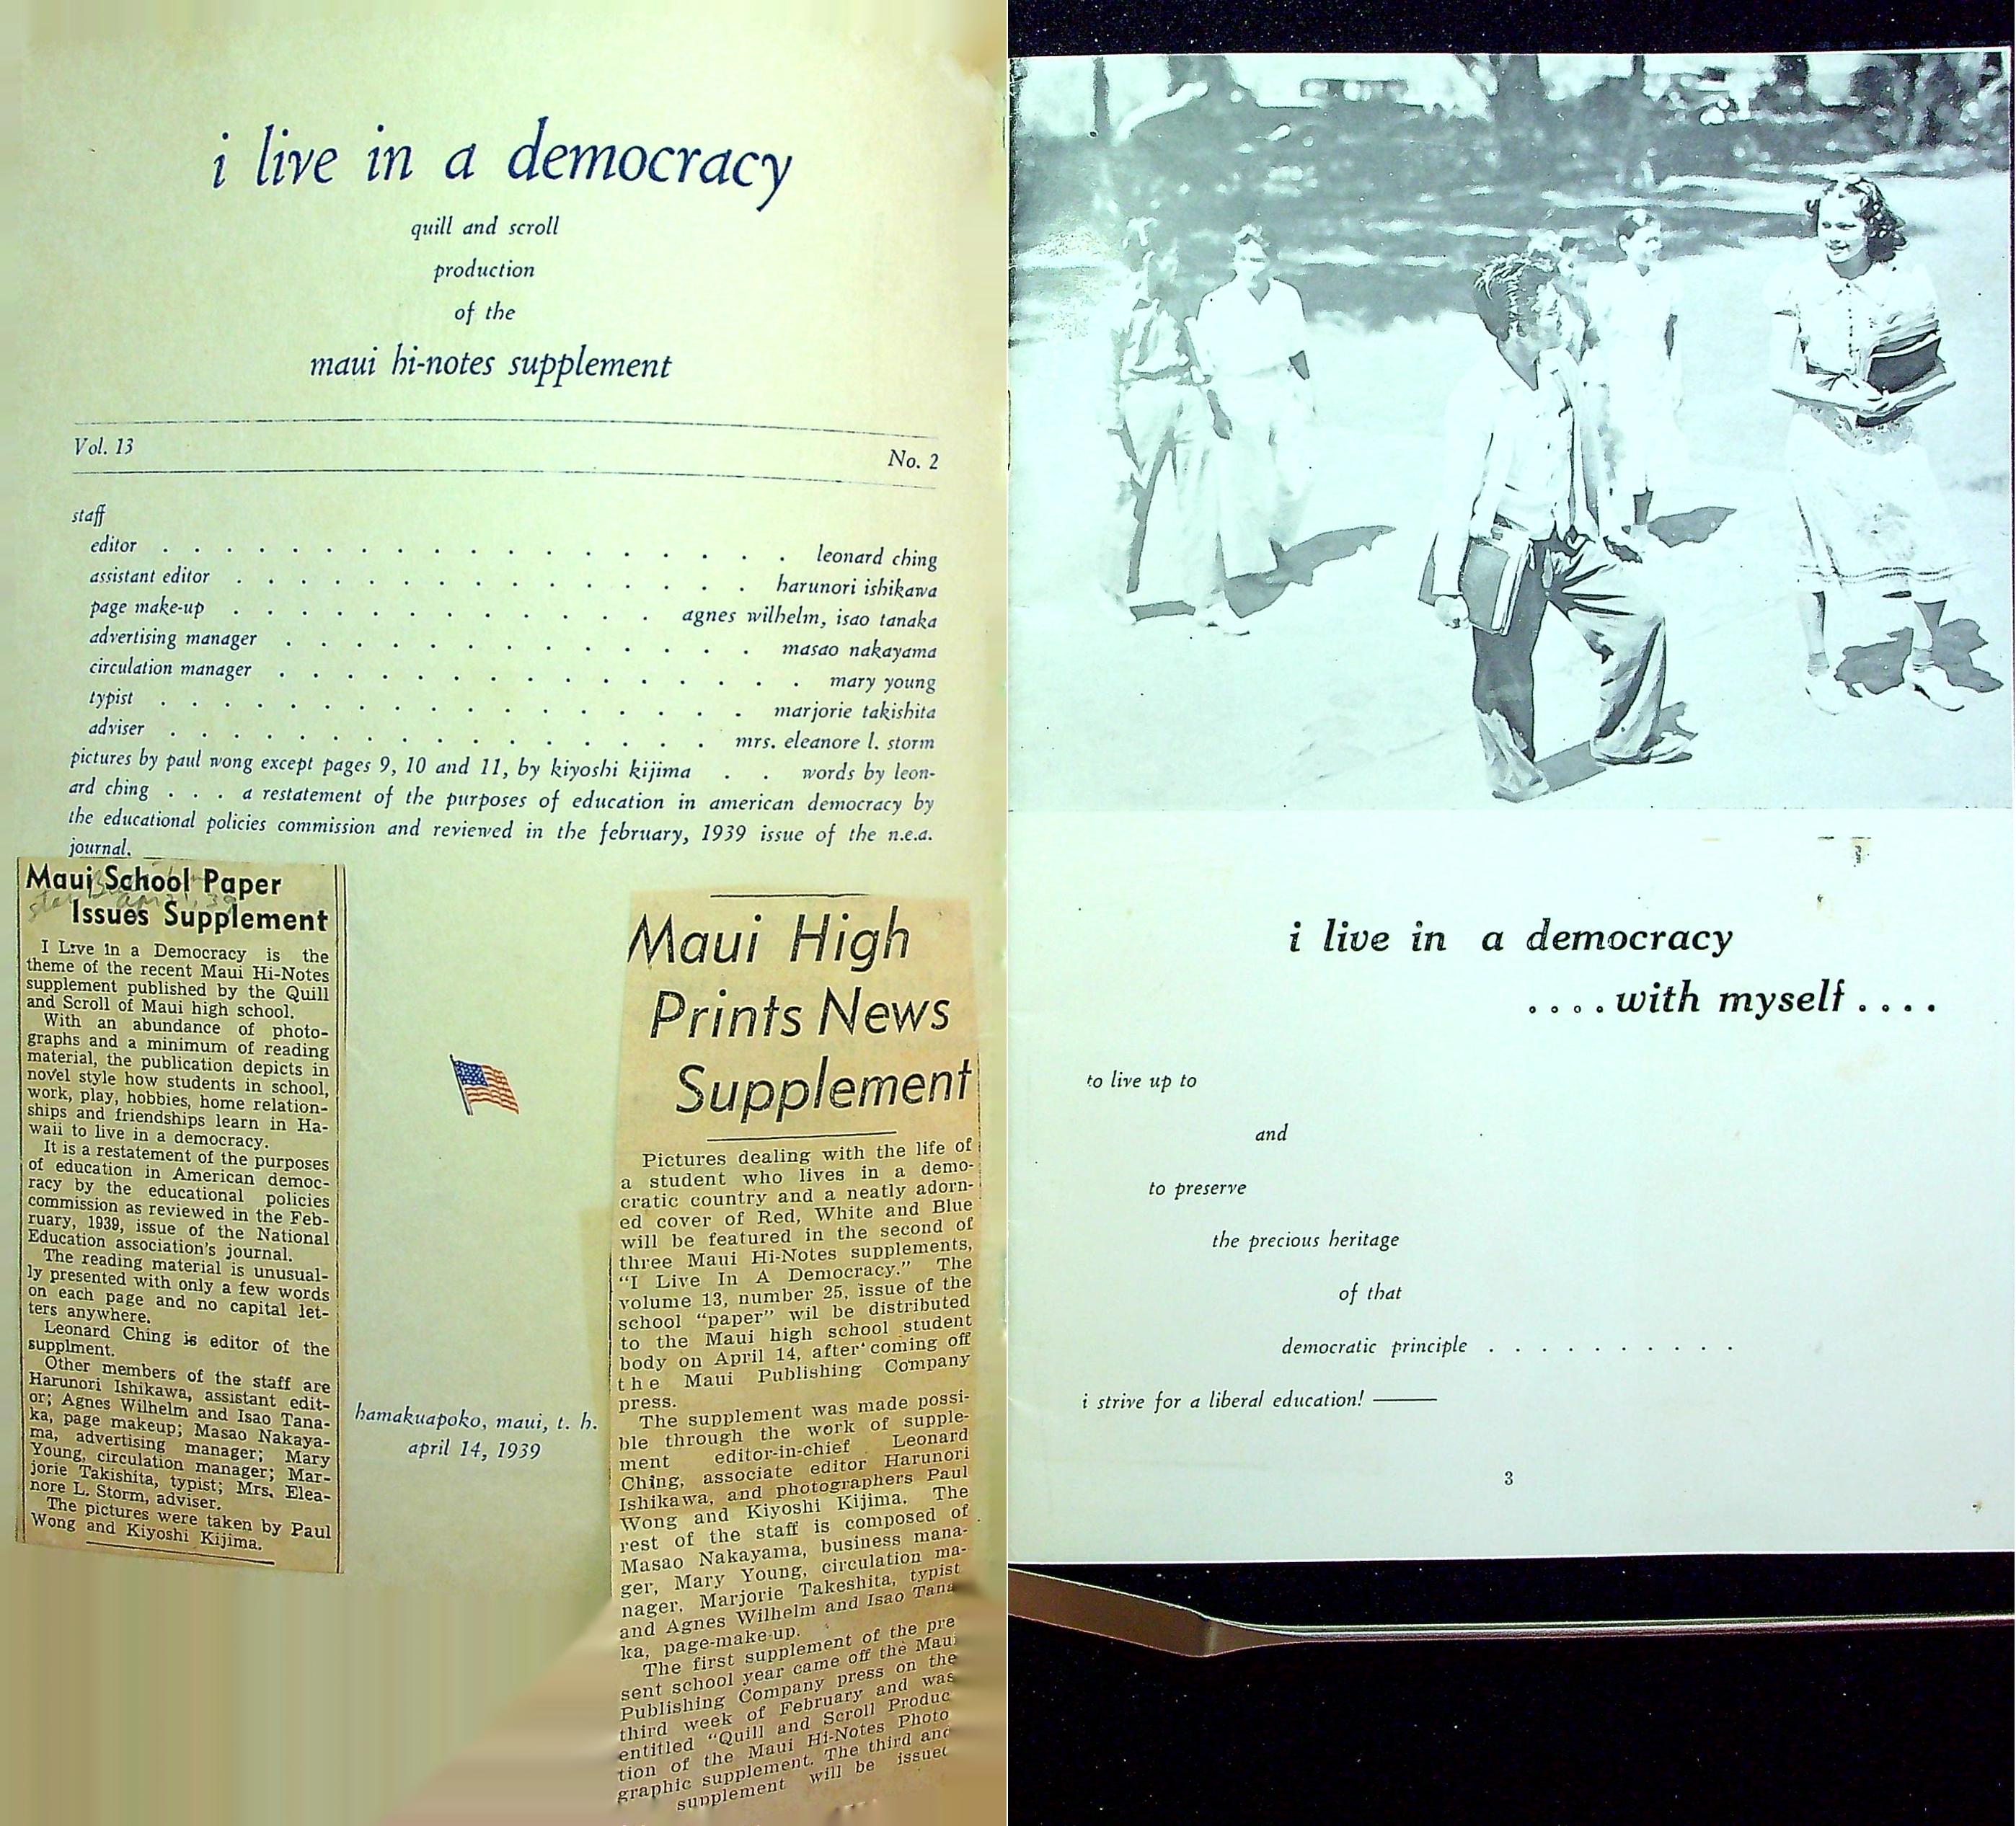 i live in a democracy
quill and scroll
production
of the
maui hi-notes supplement
Vol. 13 No. 2
staff
editor . . . . . . . . . . . . . . . . . . . . leonard ching
assistant editor . . . . . . . . . . . . . . . . . harunori ishikawa
page make-up . . . . . . . . . . . . . . agnes wilhelm, isao tanaka
advertising manager . . . . . . . . . . . . . . . masao nakayama
circulation manager . . . . . . . . . . . . . . . . . mary young
typist . . . . . . . . . . . . . . . . . . . marjorie takishita
adviser . . . . . . . . . . . . . . . . . mrs. eleanore l. storm
pictures by paul wong except pages 9, 10 and 11, by kiyoshi kijima . . words by leon-
ard ching . . . a restatement of the purposes of education in american democracy by
the educational policies commission and reviewed in the february, 1939 issue of the n.e.a.
journal.
Maui School Paper
Issues Supplement
I Live in a Democracy is the
theme of the recent Maui Hi-Notes
supplement published by the Quill
and Scroll of Maui high school.
With an abundance of photo-
graphs and a minimum of reading
material, the publication depicts in
novel style how students in school,
work, play, hobbies, home relation-
ships and friendships learn in Ha-
waii to live in a democracy.
It is a restatement of the purposes
of education in American democ-
racy by the educational policies
commission as reviewed in the Feb-
ruary, 1939, issue of the National
Education association's journal.
The reading material is unusual-
ly presented with only a few words
on each page and no capital let-
ters anywhere.
Leonard Ching is editor of the
supplment.
Other members of the staff are
Harunori Ishikawa, assistant edit-
or; Agnes Wilhelm and Isao Tana-
ka, page makeup; Masao Nakaya-
ma, advertising manager; Mary
Young, circulation manager; Mar-
jorie Takishita, typist; Mrs. Elea-
nore L. Storm, adviser.
The pictures were taken by Paul
Wong and Kiyoshi Kijima.
hamakuapoko, maui, t. h.
april 14, 1939
Maui High
Prints News
Supplement
Pictures dealing with the life of
a student who lives in a demo-
cratic country and a neatly adorn-
ed cover of Red, White and Blue
will be featured in the second of
three Maui Hi-Notes supplements,
"I Live In A Democracy." The
volume 13, number 25, issue of the
school "paper" wil be distributed
to the Maui high school student
body on April 14, after coming off
the Maui Publishing Company
press.
The supplement was made possi-
ble through the work of supple-
ment editor-in-chief Leonard
Ching, associate editor Harunori
Ishikawa, and photographers Paul
Wong and Kiyoshi Kijima. The
rest of the staff is composed of
Masao Nakayama, business mana-
ger, Mary Young, circulation ma-
nager, Marjorie Takeshita, typist
and Agnes Wilhelm and Isao Tana
ka, page-make-up.
The first supplement of the pre
sent school year came off the Maui
Publishing Company press on the
third week of February and was
entitled "Quill and Scroll Produc
tion of the Maui Hi-Notes Photo
graphic supplement. The third and
supplement will be issued
i live in a democracy
. . . . with myself . . . .
to live up to
and
to preserve
the precious heritage
of that
democratic principle . . . . . . . . . .
i strive for a liberal education! ——
3